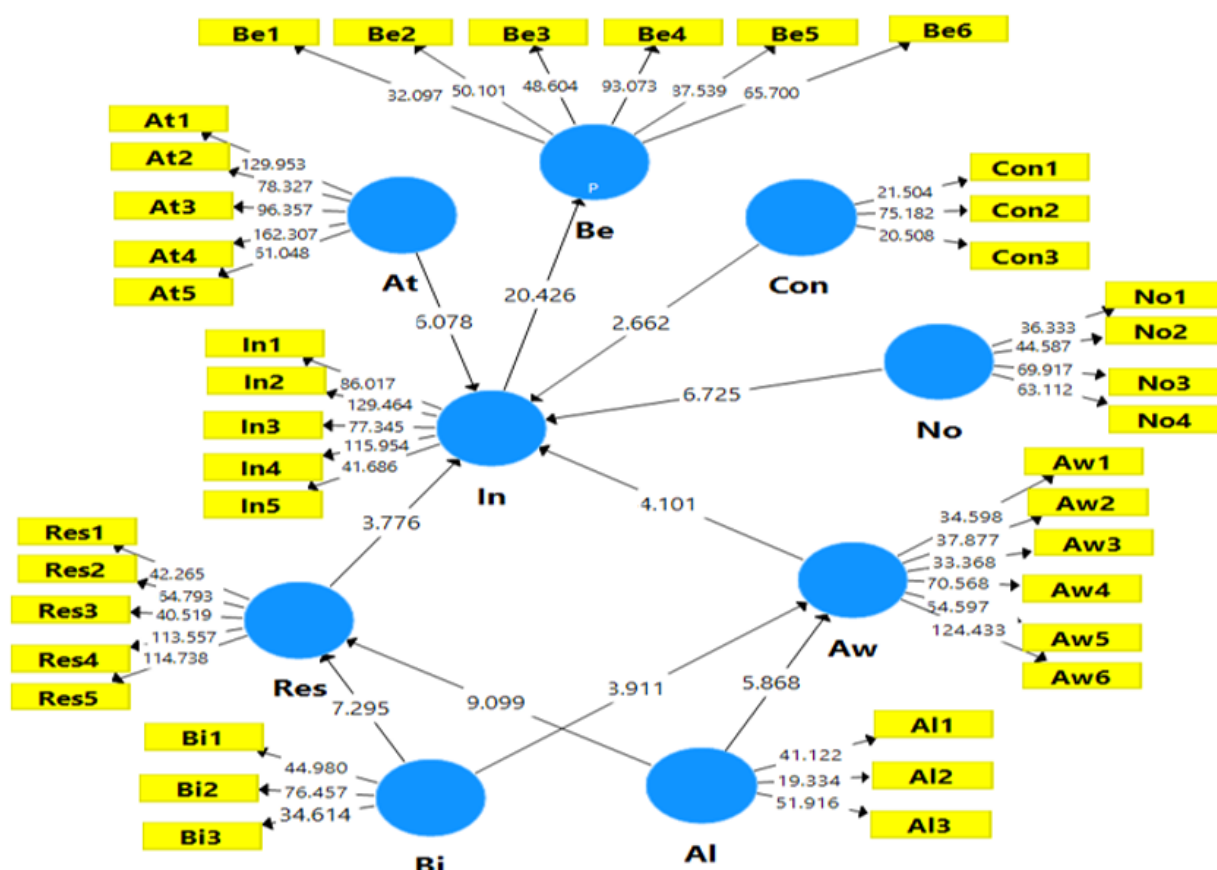 Be1 Be2 Be3 Be4 Be5 Be6
32.097 50.101 48.604 93.073 37.539 65.700
P
Be
At1
At2
At3
At4
At5
129.953
78.327
96.357
162.307
51.048
At
Con1
Con2
Con3
21.504
75.182
20.508
Con
6.078
20.426
2.662
6.725
No1
No2
No3
No4
36.333
44.587
69.917
63.112
No
In1
In2
In3
In4
In5
86.017
129.464
77.345
115.954
41.686
In
3.776
4.101
Aw1
Aw2
Aw3
Aw4
Aw5
Aw6
34.598
37.877
33.368
70.568
54.597
124.433
Aw
Res1
Res2
Res3
Res4
Res5
42.265
54.793
40.519
113.557
114.738
Res
7.295
9.099
3.911
5.868
Bi1
Bi2
Bi3
44.980
76.457
34.614
Bi
Al1
Al2
Al3
41.122
19.334
51.916
Al